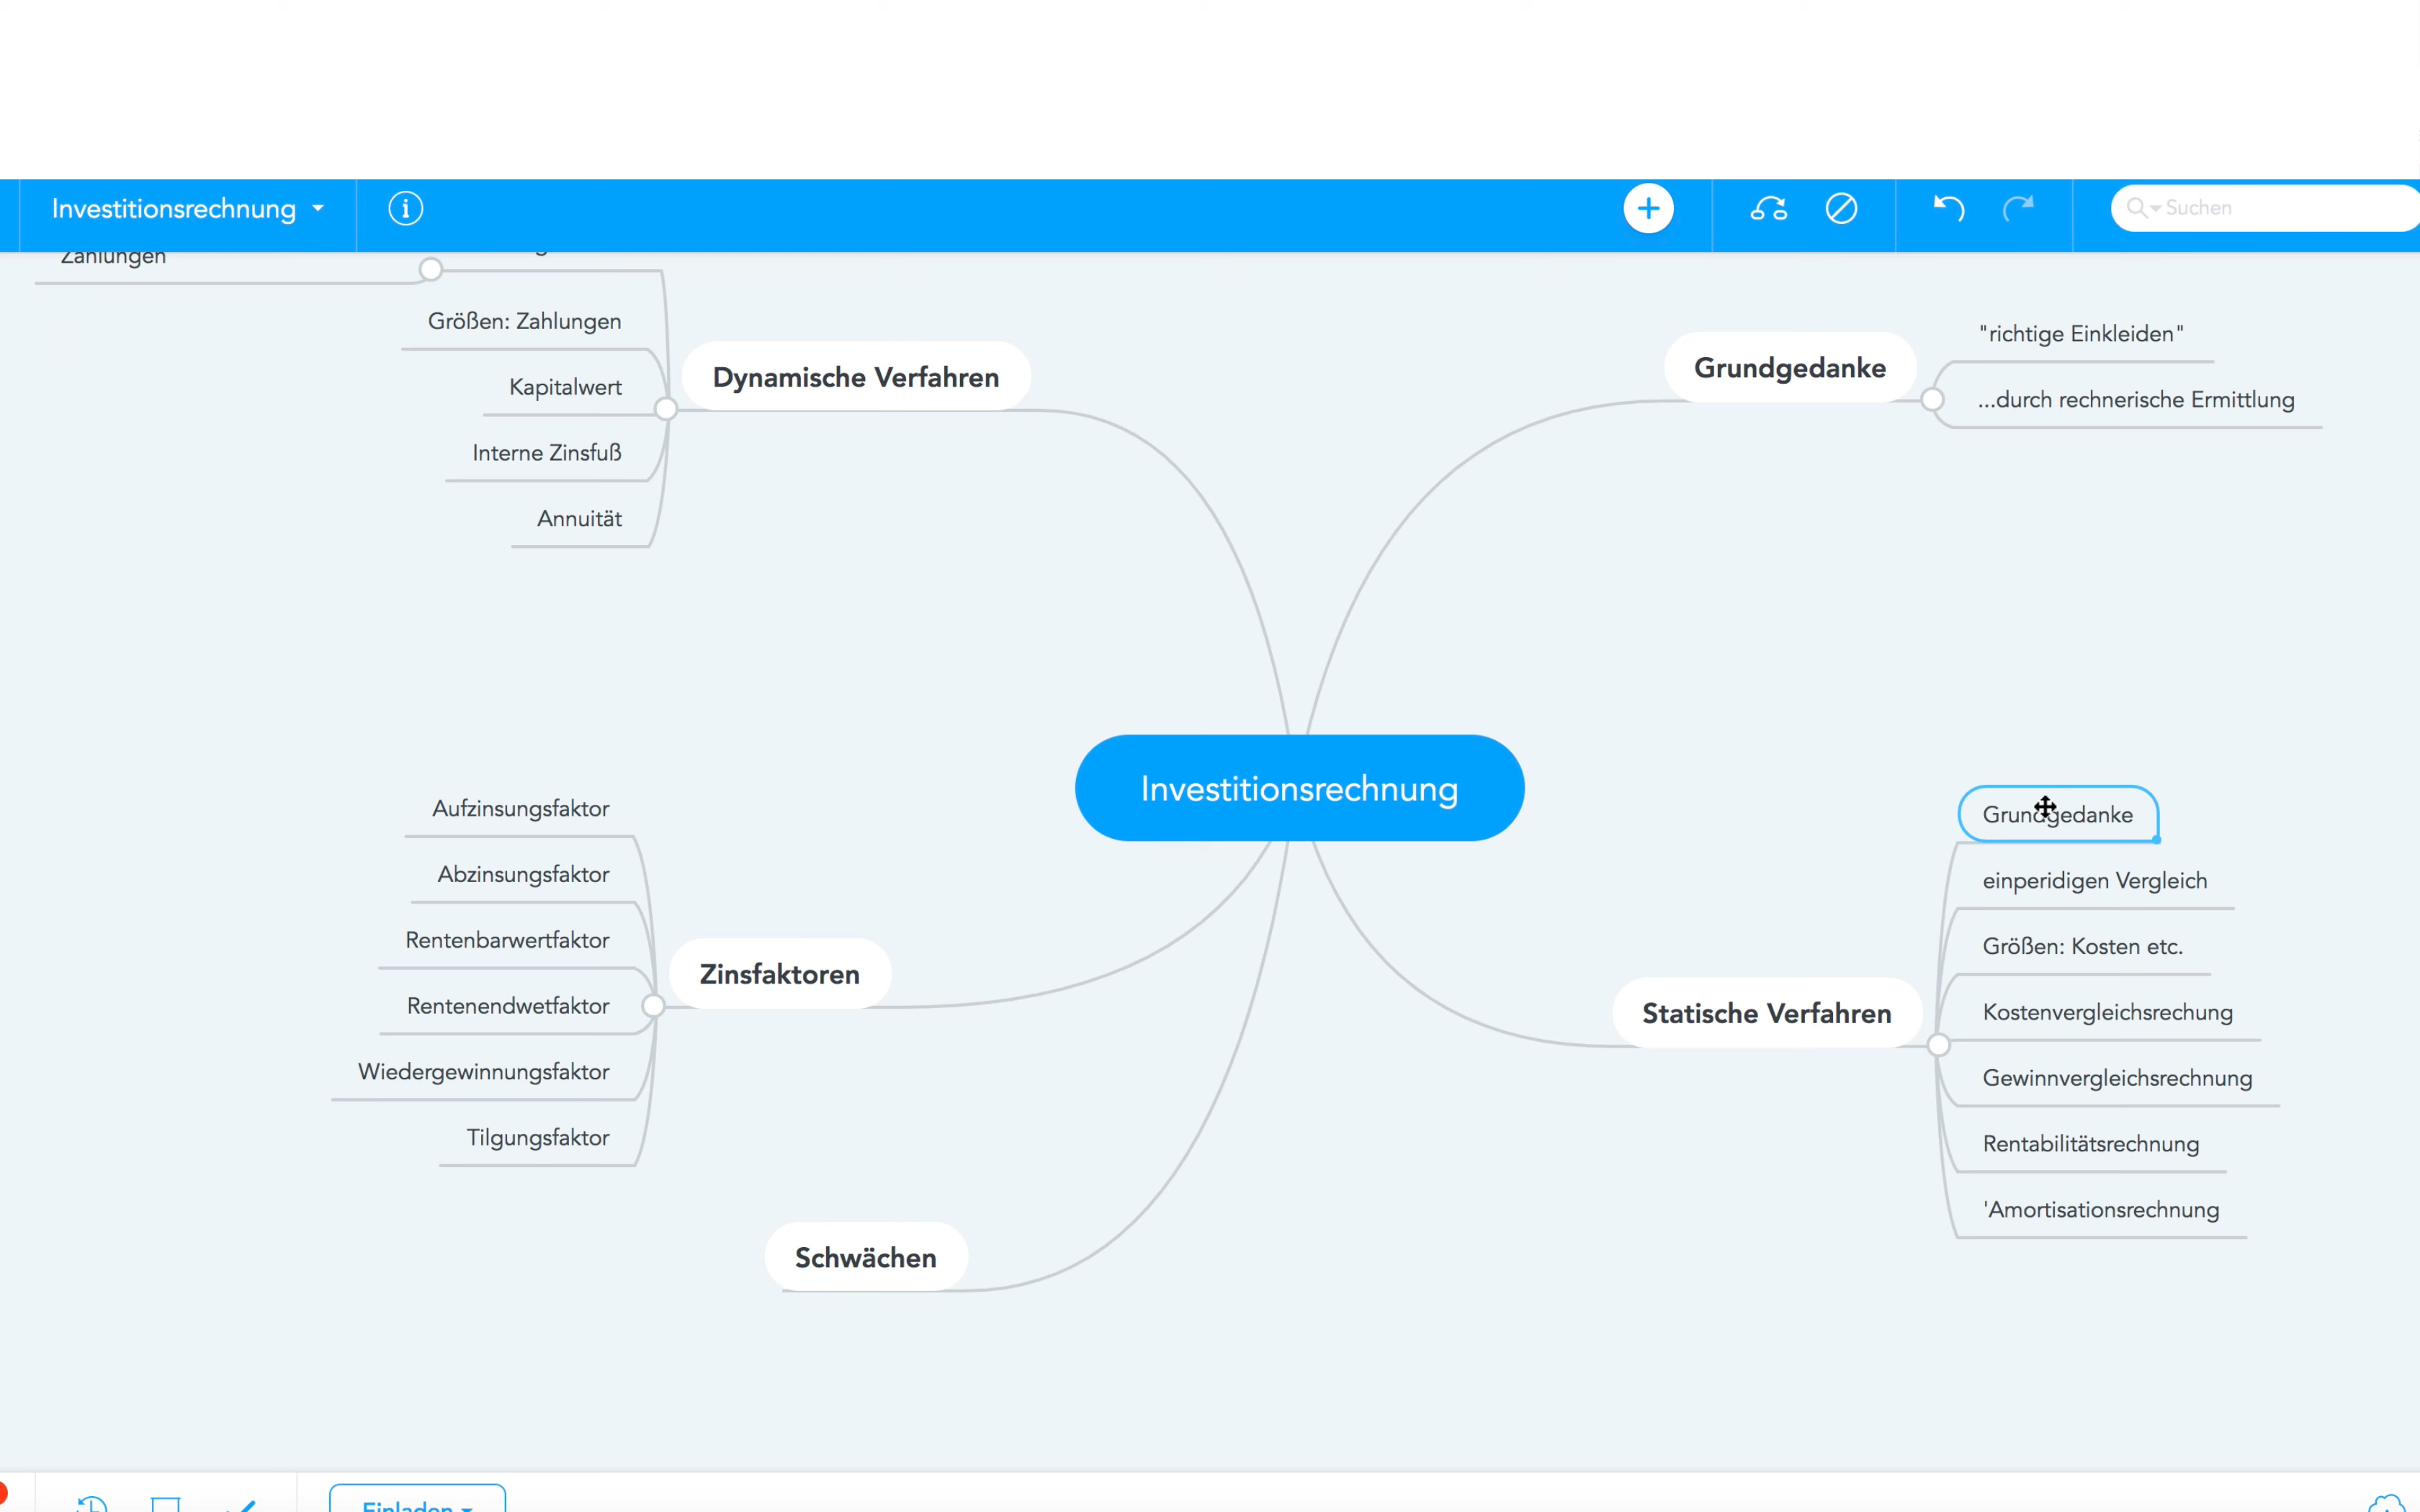 Investitionsrechnung
Suchen
Zahlungen
Größen: Zahlungen
Kapitalwert
Interne Zinsfuß
Annuität
Dynamische Verfahren
Grundgedanke
"richtige Einkleiden"
...durch rechnerische Ermittlung
Investitionsrechnung
Aufzinsungsfaktor
Abzinsungsfaktor
Rentenbarwertfaktor
Rentenendwetfaktor
Wiedergewinnungsfaktor
Tilgungsfaktor
Zinsfaktoren
Schwächen
Statische Verfahren
Grundgedanke
einperidigen Vergleich
Größen: Kosten etc.
Kostenvergleichsrechung
Gewinnvergleichsrechnung
Rentabilitätsrechnung
'Amortisationsrechnung
Einladen